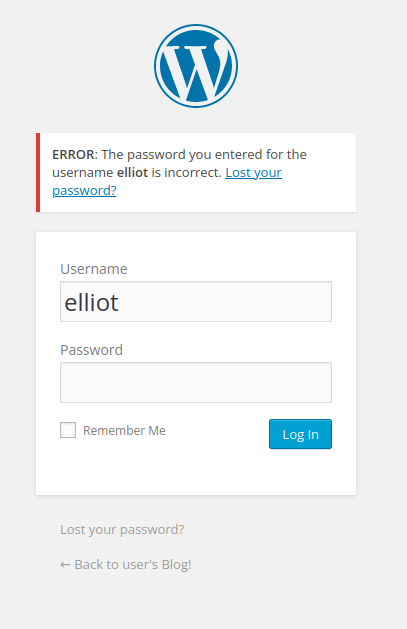 ERROR: The password you entered for the
username elliot is incorrect. Lost your
password?
Username
elliot
Password
Remember Me
Log In
Lost your password?
← Back to user's Blog!